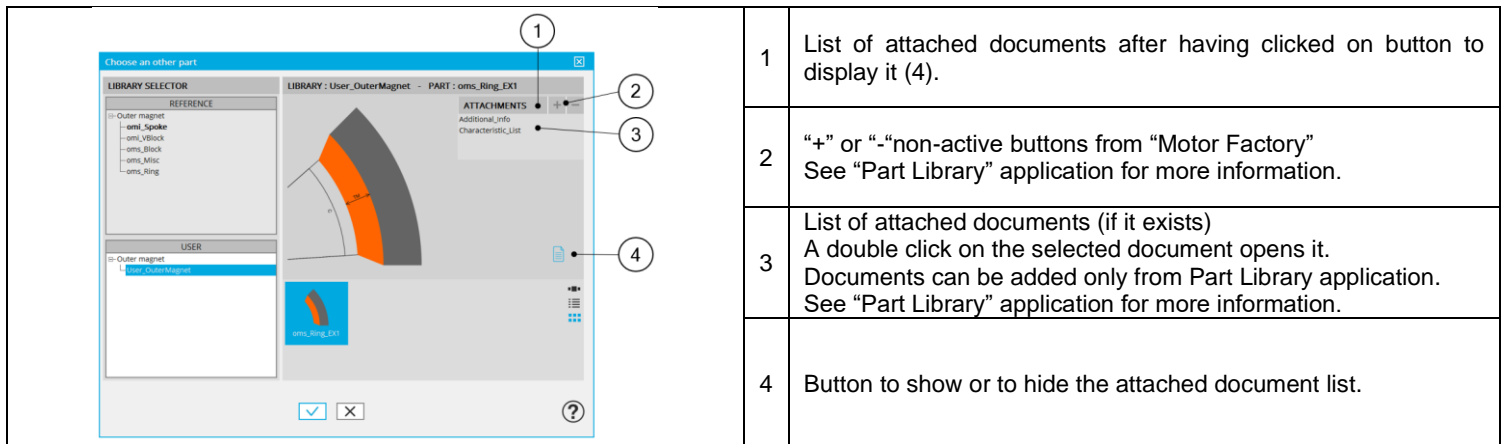 1
2
3
4
Choose an other part
LIBRARY SELECTOR
LIBRARY : User_OuterMagnet - PART : oms_Ring_EX1
REFERENCE
Outer magnet
omi_Spoke
omi_VBlock
oms_Block
oms_Misc
oms_Ring
ATTACHMENTS + -
Additional_Info
Characteristic_List
TM
USER
Outer magnet
User_OuterMagnet
oms_Ring_EX1
?
1
List of attached documents after having clicked on button to
display it (4).
2
“+” or “-“non-active buttons from “Motor Factory”
See “Part Library” application for more information.
3
List of attached documents (if it exists)
A double click on the selected document opens it.
Documents can be added only from Part Library application.
See “Part Library” application for more information.
4
Button to show or to hide the attached document list.